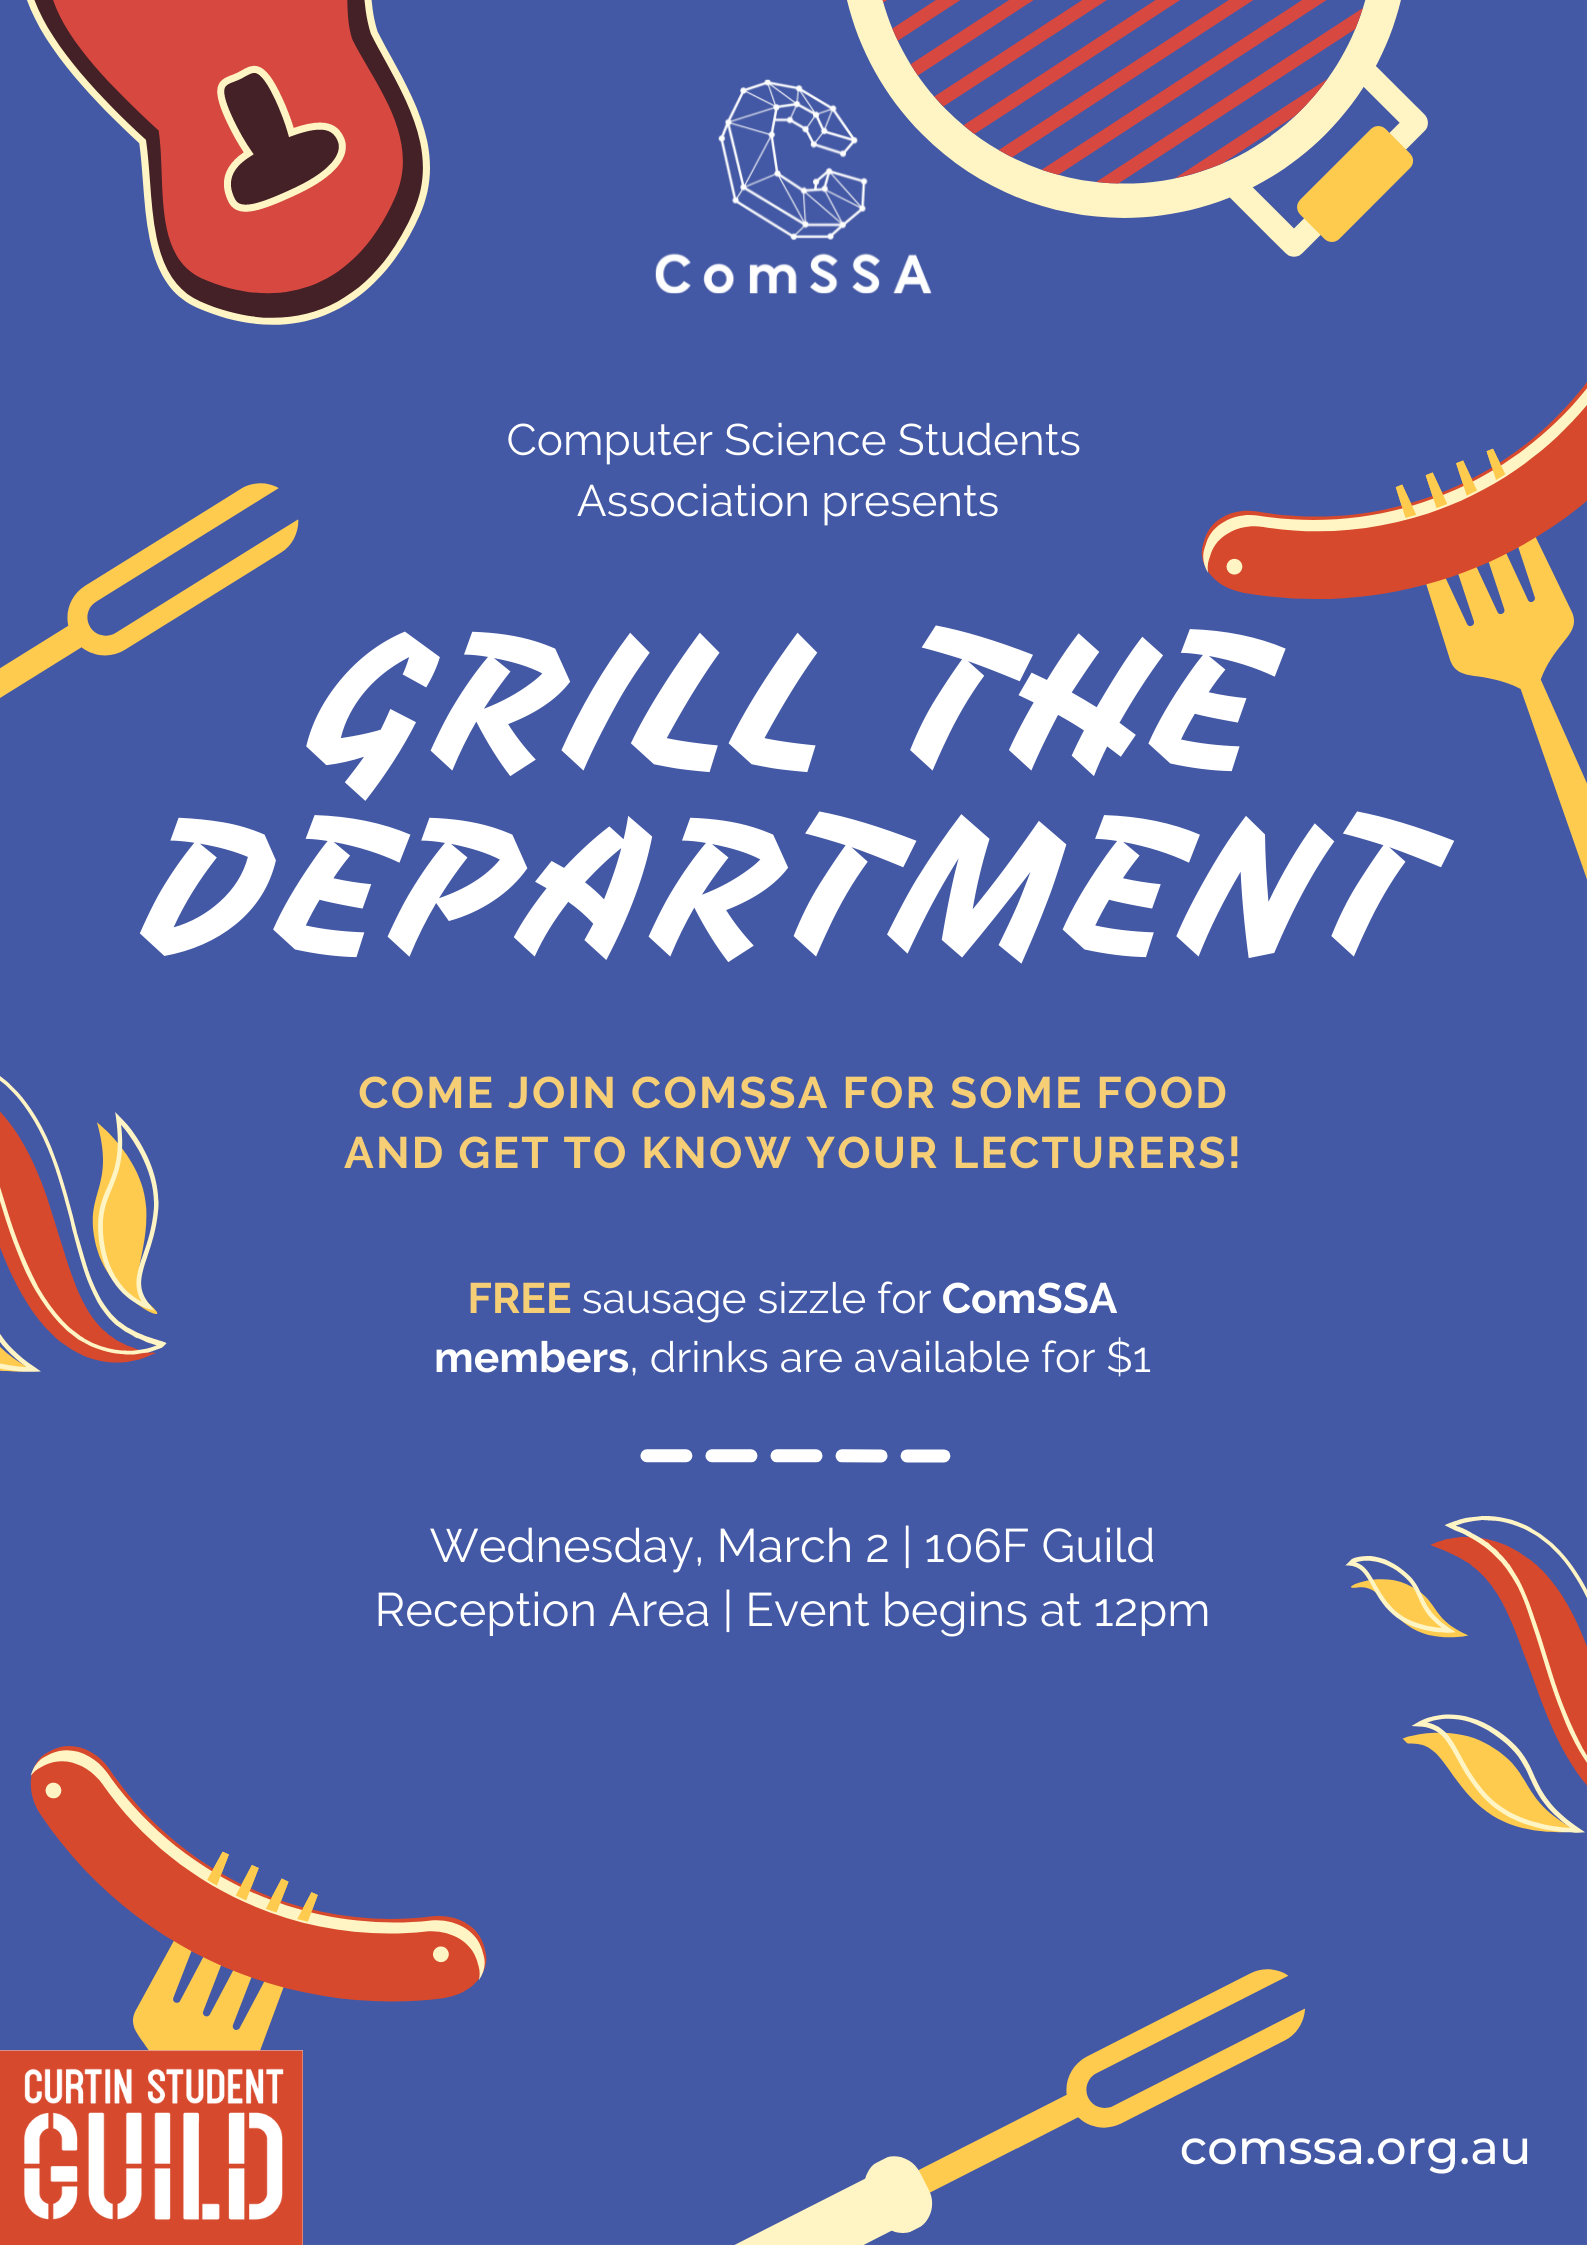 ComSSA
Computer Science Students
Association presents
GRILL THE
DEPARTMENT
COME JOIN COMSSA FOR SOME FOOD
AND GET TO KNOW YOUR LECTURERS!
FREE sausage sizzle for ComSSA
members, drinks are available for $1
Wednesday, March 2 | 106F Guild
Reception Area | Event begins at 12pm
CURTIN STUDENT
GUILD
comssa.org.au